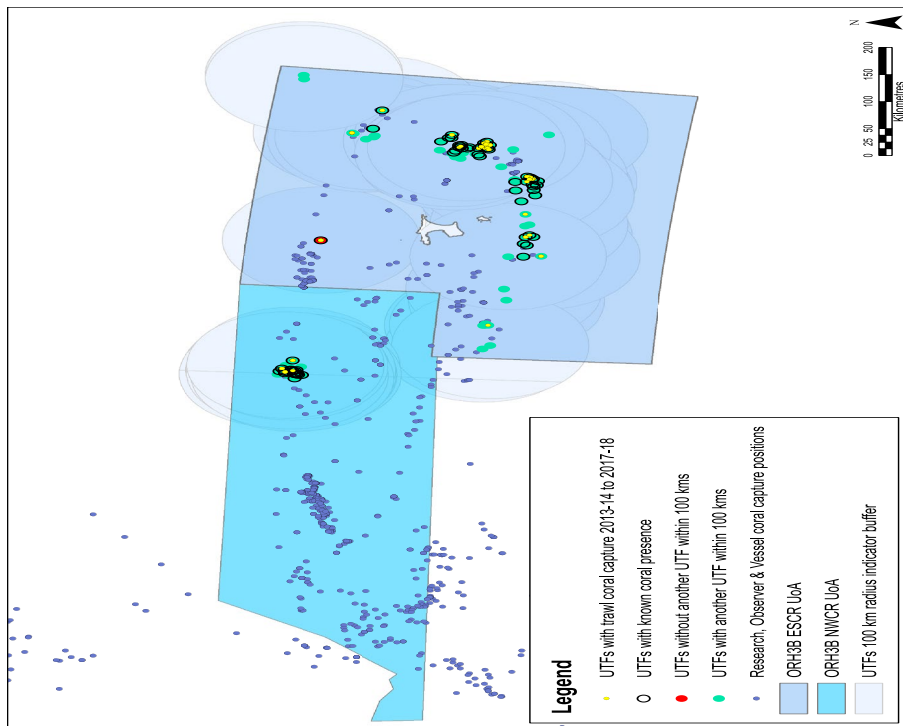 N
0 25 50 100 150 200
Kilometres
Legend
UTFs with trawl coral capture 2013-14 to 2017-18
UTFs with known coral presence
UTFs without another UTF within 100 kms
UTFs with another UTF within 100 kms
Research, Observer & Vessel coral capture positions
ORH3B ESCR UoA
ORH3B NWCR UoA
UTFs 100 km radius indicator buffer